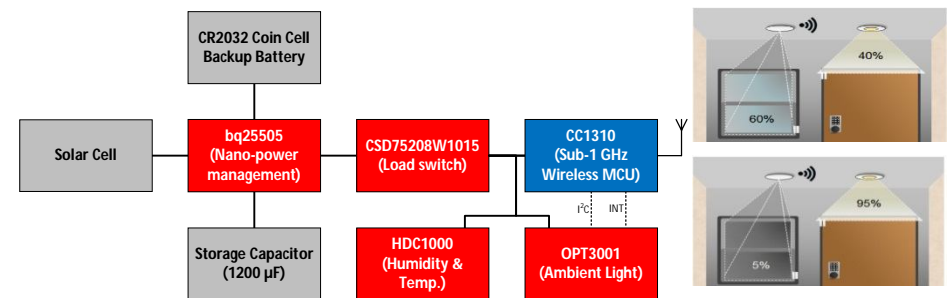 CR2032 Coin Cell
Backup Battery
Solar Cell
bq25505
(Nano-power
management)
CSD75208W1015
(Load switch)
CC1310
(Sub-1 GHz
Wireless MCU)
I²C
INT
Storage Capacitor
(1200 µF)
HDC1000
(Humidity &
Temp.)
OPT3001
(Ambient Light)
40%
60%
95%
5%